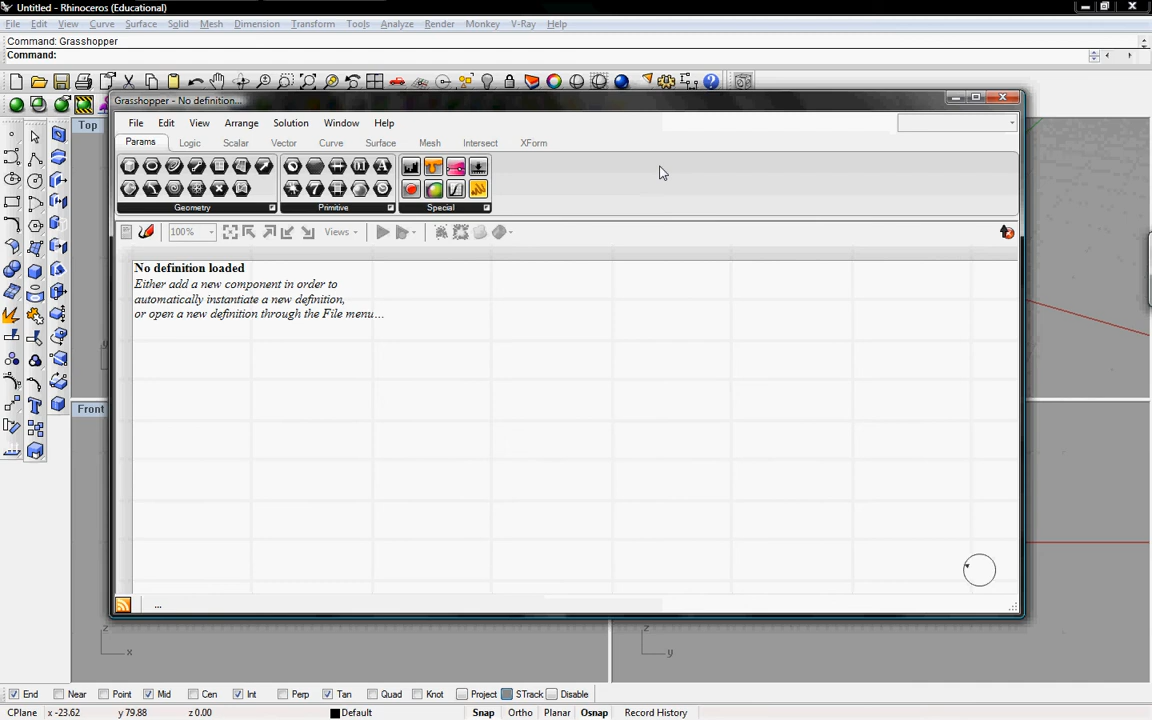 Untitled - Rhinoceros (Educational)
File Edit View Curve Surface Solid Mesh Dimension Transform Tools Analyze Render Monkey V-Ray Help
Command: Grasshopper
Command:
Top
Grasshopper - No definition...
File Edit View Arrange Solution Window Help
Params Logic Scalar Vector Curve Surface Mesh Intersect XForm
Geometry Primitive Special
100% Views
No definition loaded
Either add a new component in order to
automatically instantiate a new definition,
or open a new definition through the File menu...
Front
...
z z
x y
End Near Point Mid Cen Int Perp Tan Quad Knot Project STrack Disable
CPlane x -23.62 y 79.88 z 0.00 Default Snap Ortho Planar Osnap Record History